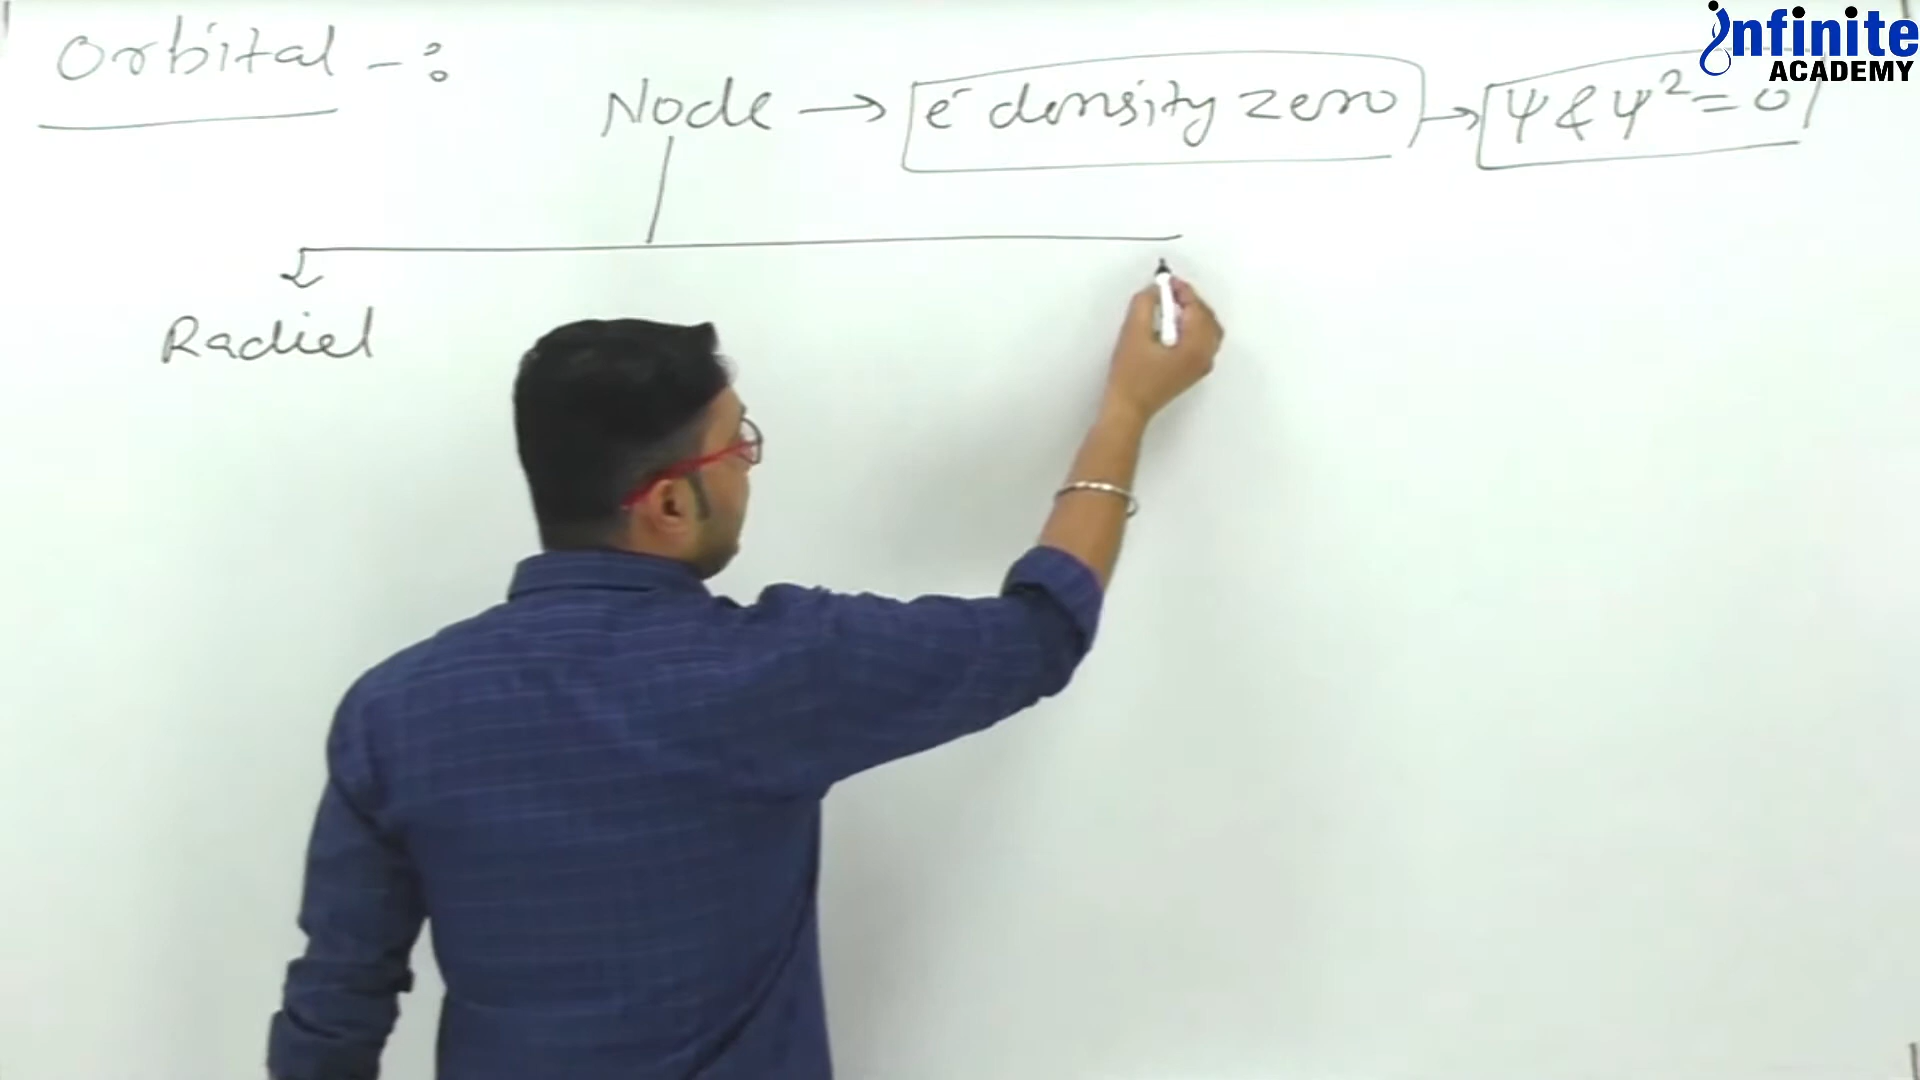 infinite
ACADEMY
Orbital -:
Node → e⁻ density zero → ψ & ψ² = 0
Radiel